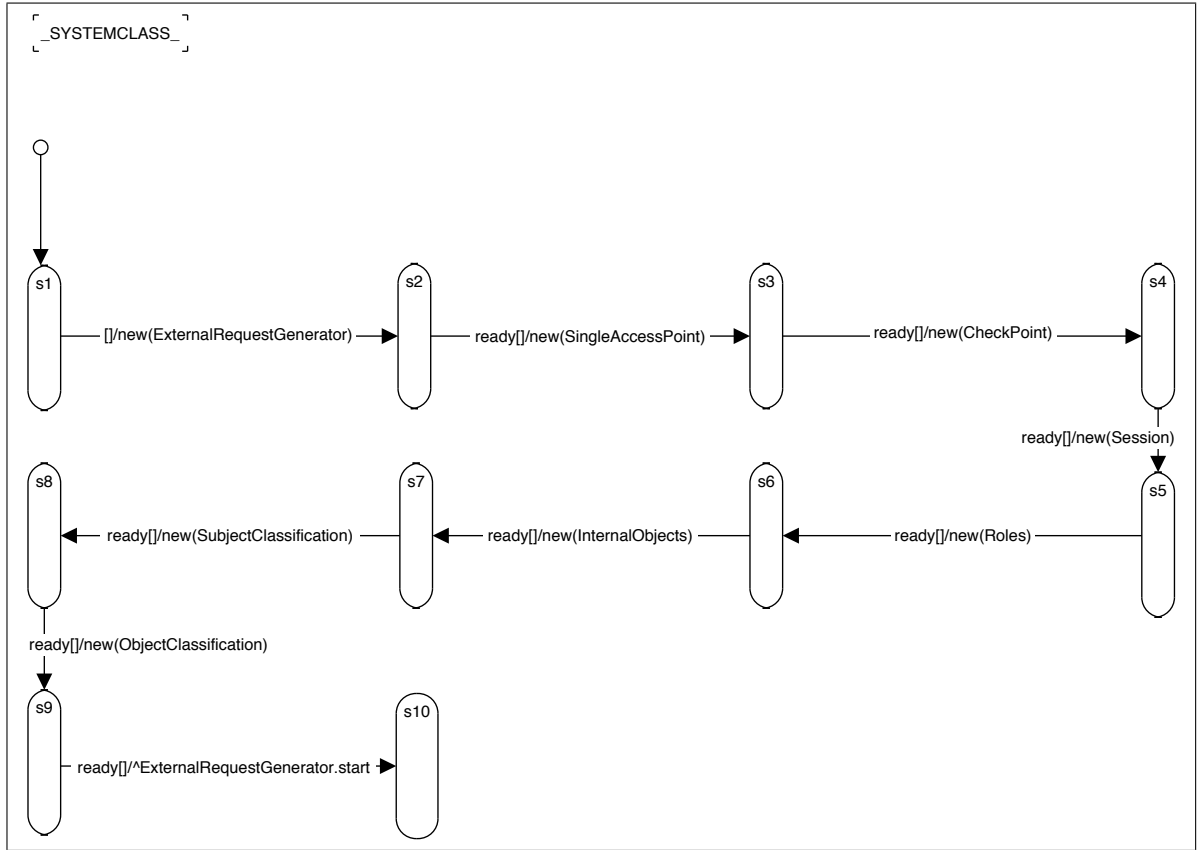 _SYSTEMCLASS_
s1
s2
s3
s4
[]/new(ExternalRequestGenerator)
ready[]/new(SingleAccessPoint)
ready[]/new(CheckPoint)
ready[]/new(Session)
s8
s7
s6
s5
ready[]/new(SubjectClassification)
ready[]/new(InternalObjects)
ready[]/new(Roles)
ready[]/new(ObjectClassification)
s9
s10
ready[]/^ExternalRequestGenerator.start